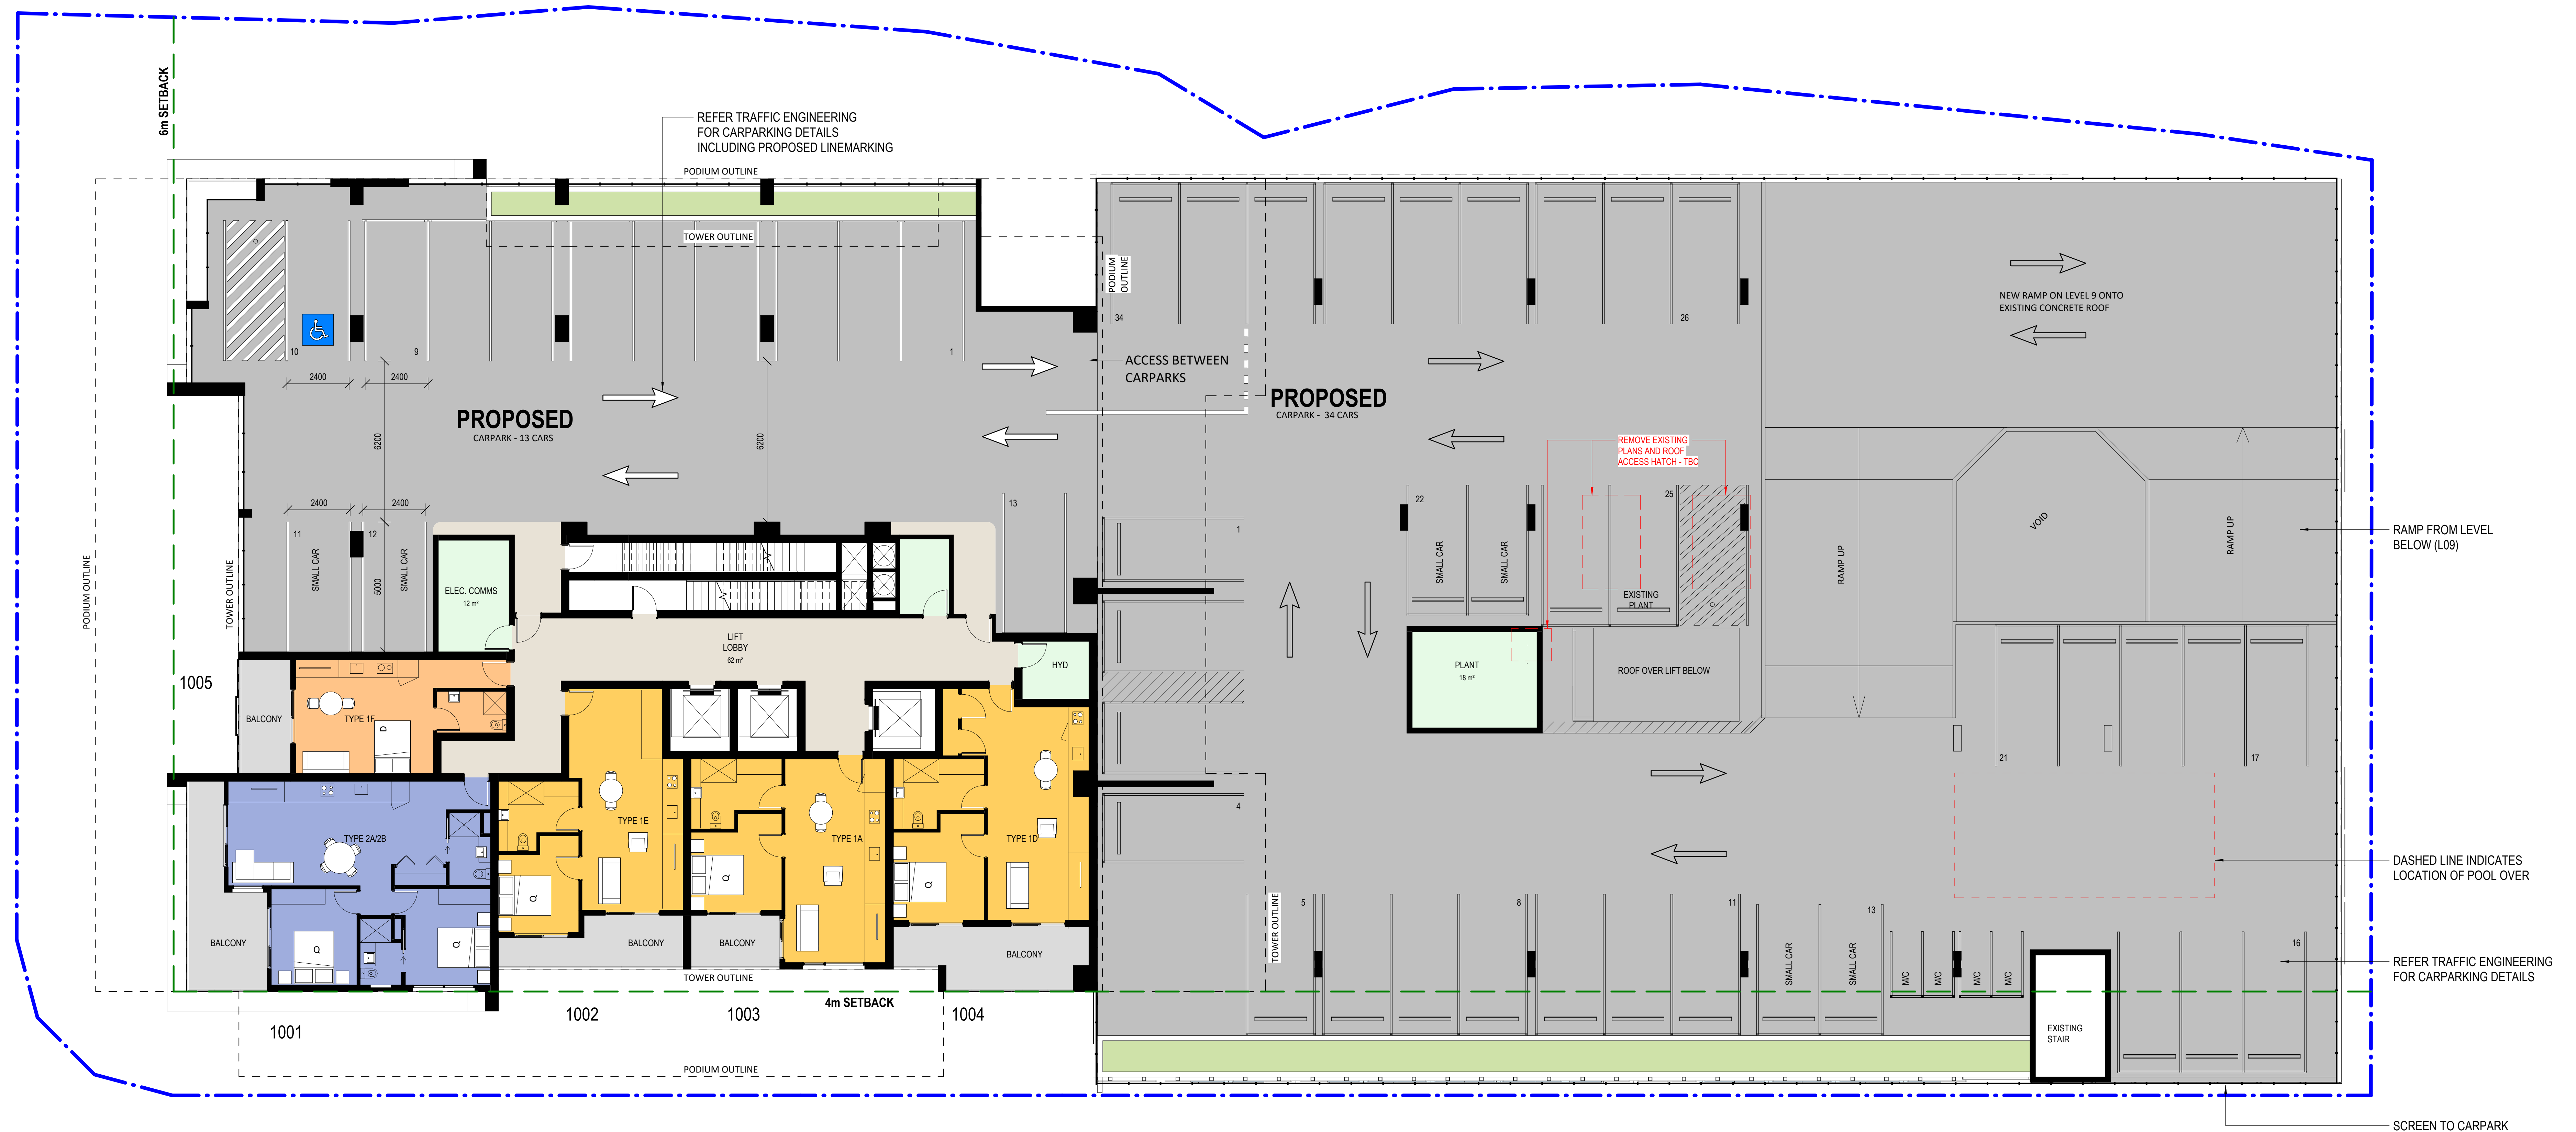 6m SETBACK
REFER TRAFFIC ENGINEERING
FOR CARPARKING DETAILS
INCLUDING PROPOSED LINEMARKING
PODIUM OUTLINE
TOWER OUTLINE
PODIUM
OUTLINE
34
26
NEW RAMP ON LEVEL 9 ONTO
EXISTING CONCRETE ROOF
10
9
1
ACCESS BETWEEN
CARPARKS
2400
2400
PROPOSED
CARPARK - 13 CARS
6200
6200
PROPOSED
CARPARK - 34 CARS
REMOVE EXISTING
PLANS AND ROOF
ACCESS HATCH - TBC
2400
2400
13
22
25
11
SMALL CAR
12
SMALL CAR
5000
1
SMALL CAR
SMALL CAR
VOID
RAMP UP
RAMP UP
RAMP FROM LEVEL
BELOW (L09)
PODIUM OUTLINE
TOWER OUTLINE
ELEC. COMMS
12 m²
EXISTING
PLANT
LIFT
LOBBY
62 m²
HYD
PLANT
18 m²
ROOF OVER LIFT BELOW
1005
BALCONY
TYPE 1F
D
21
17
4
TYPE 2A/2B
TYPE 1E
TYPE 1A
TYPE 1D
DASHED LINE INDICATES
LOCATION OF POOL OVER
Q
Q
Q
Q
Q
5
8
11
13
16
TOWER OUTLINE
BALCONY
BALCONY
BALCONY
BALCONY
SMALL CAR
SMALL CAR
M/C
M/C
M/C
M/C
REFER TRAFFIC ENGINEERING
FOR CARPARKING DETAILS
TOWER OUTLINE
4m SETBACK
1001
1002
1003
1004
EXISTING
STAIR
PODIUM OUTLINE
SCREEN TO CARPARK